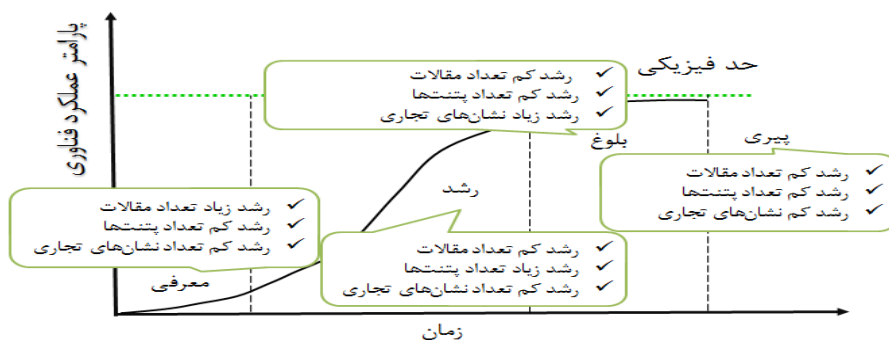 پارامتر عملکرد فناوری
حد فیزیکی
رشد کم تعداد مقالات
رشد کم تعداد پتنت‌ها
رشد زیاد نشان‌های تجاری
بلوغ
پیری
رشد کم تعداد مقالات
رشد کم تعداد پتنت‌ها
رشد کم نشان‌های تجاری
رشد
رشد زیاد تعداد مقالات
رشد کم تعداد پتنت‌ها
رشد کم تعداد نشان‌های تجاری
معرفی
رشد کم تعداد مقالات
رشد زیاد تعداد پتنت‌ها
رشد کم تعداد نشان‌های تجاری
زمان